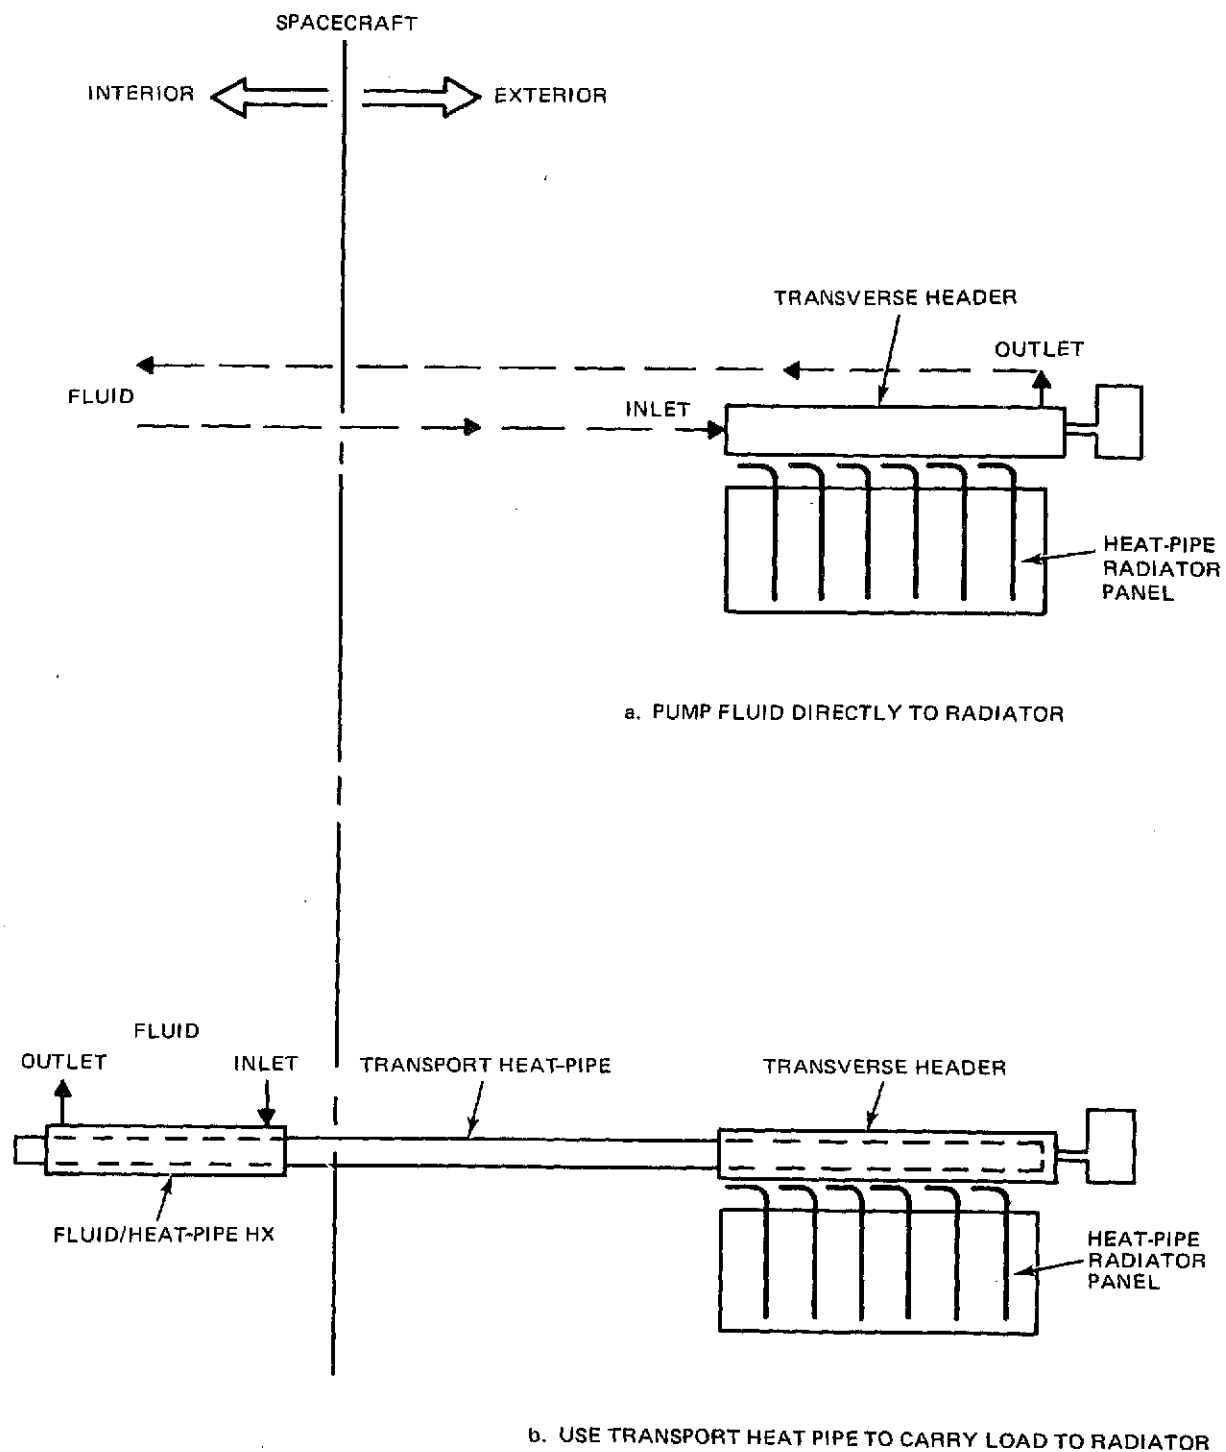 SPACECRAFT
INTERIOR
EXTERIOR
TRANSVERSE HEADER
OUTLET
FLUID
INLET
HEAT-PIPE
RADIATOR
PANEL
a. PUMP FLUID DIRECTLY TO RADIATOR
FLUID
OUTLET
INLET
TRANSPORT HEAT-PIPE
TRANSVERSE HEADER
FLUID/HEAT-PIPE HX
HEAT-PIPE
RADIATOR
PANEL
b. USE TRANSPORT HEAT PIPE TO CARRY LOAD TO RADIATOR